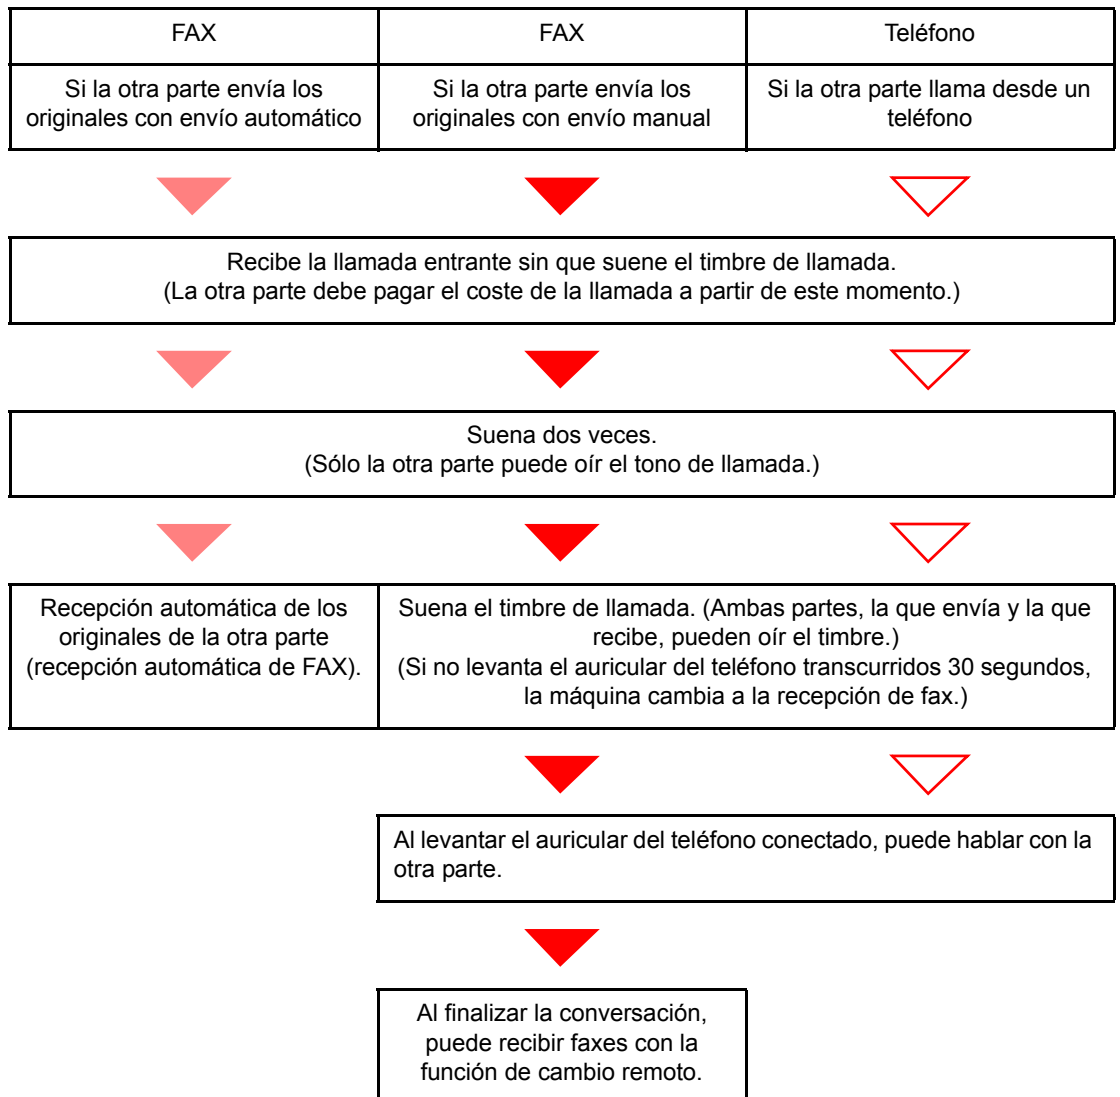 FAX
FAX
Teléfono
Si la otra parte envía los
originales con envío automático
Si la otra parte envía los
originales con envío manual
Si la otra parte llama desde un
teléfono
Recibe la llamada entrante sin que suene el timbre de llamada.
(La otra parte debe pagar el coste de la llamada a partir de este momento.)
Suena dos veces.
(Sólo la otra parte puede oír el tono de llamada.)
Recepción automática de los
originales de la otra parte
(recepción automática de FAX).
Suena el timbre de llamada. (Ambas partes, la que envía y la que
recibe, pueden oír el timbre.)
(Si no levanta el auricular del teléfono transcurridos 30 segundos,
la máquina cambia a la recepción de fax.)
Al levantar el auricular del teléfono conectado, puede hablar con la
otra parte.
Al finalizar la conversación,
puede recibir faxes con la
función de cambio remoto.